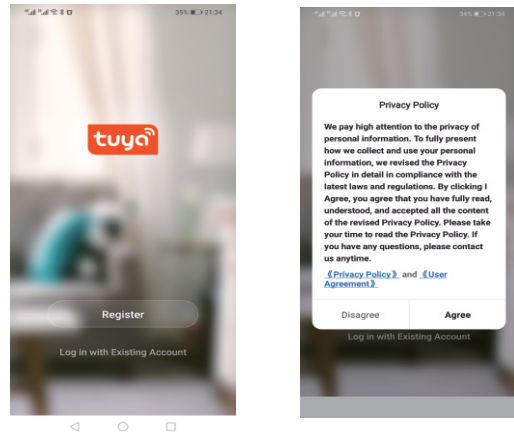 35% 21:34
tuya
Register
Log in with Existing Account
34% 21:34
Privacy Policy
We pay high attention to the privacy of
personal information. To fully present
how we collect and use your personal
information, we revised the Privacy
Policy in detail in compliance with the
latest laws and regulations. By clicking I
Agree, you agree that you have fully read,
understood, and accepted all the content
of the revised Privacy Policy. Please take
your time to read the Privacy Policy. If
you have any questions, please contact
us anytime.
《Privacy Policy》 and 《User
Agreement》
Disagree Agree
Log in with Existing Account